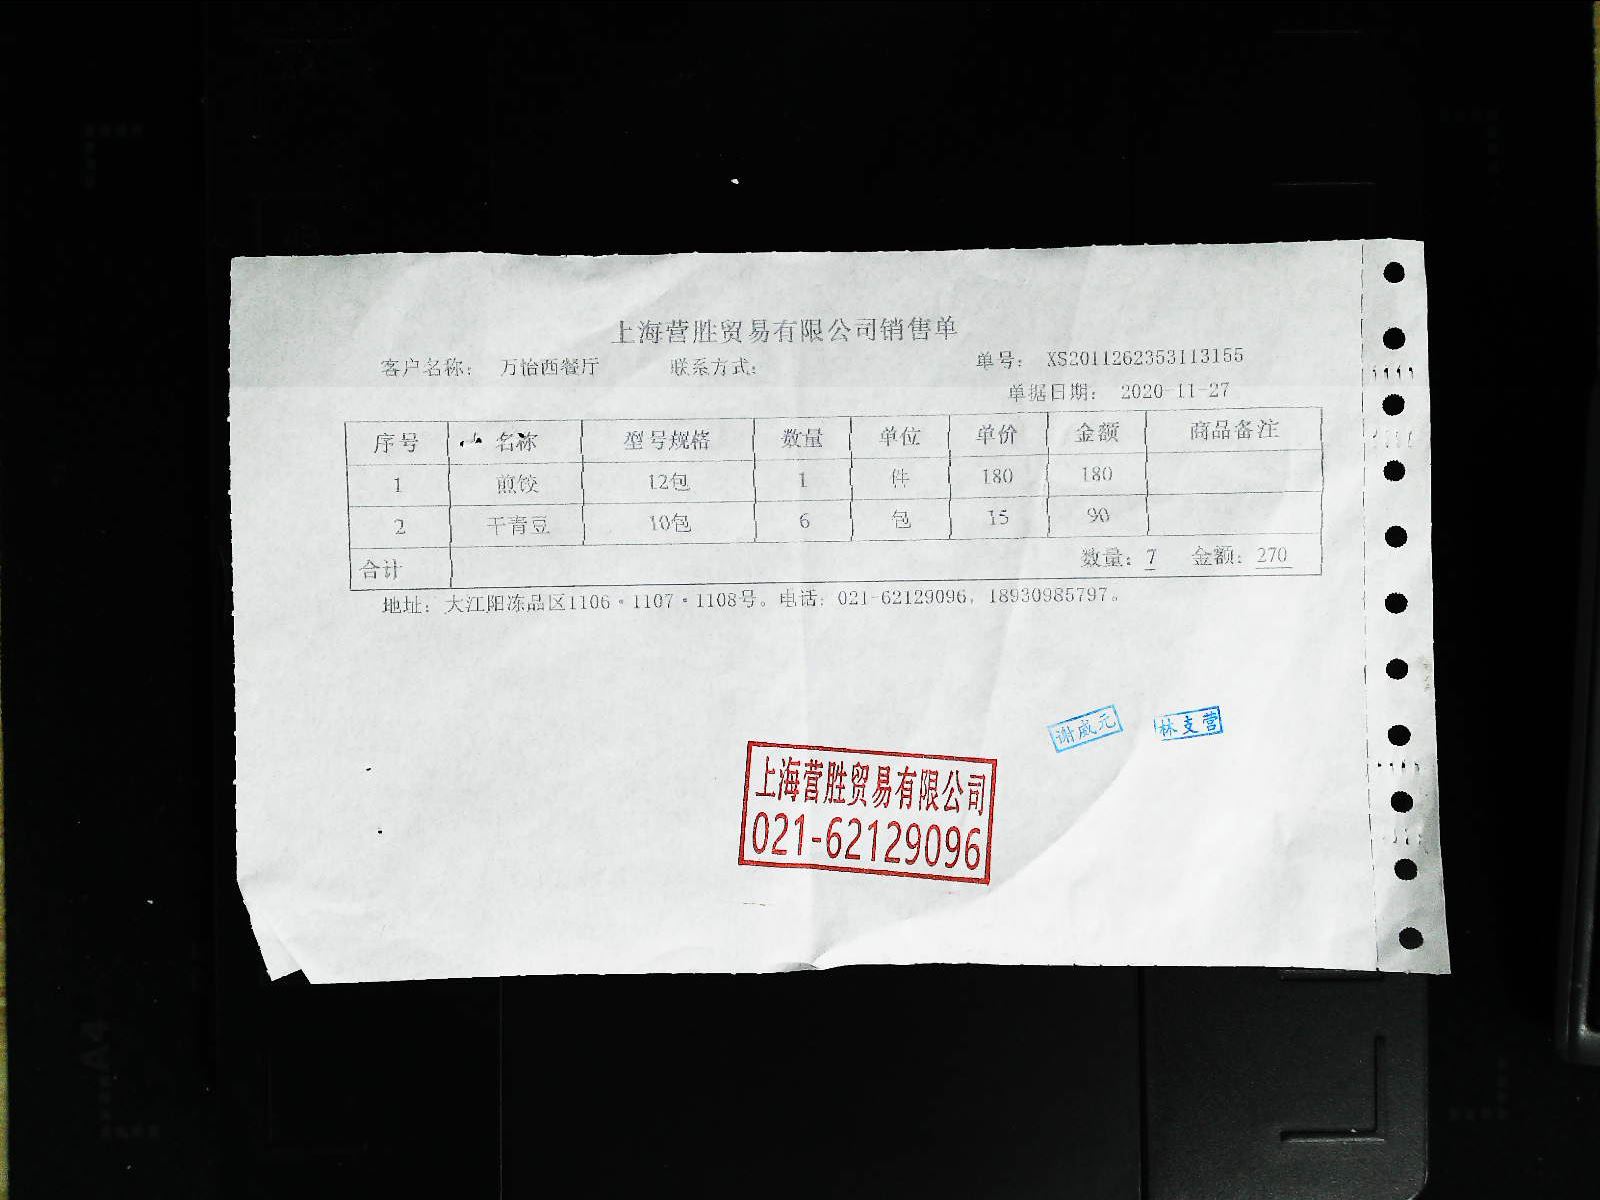 上海营胜贸易有限公司销售单
客户名称: 万怡西餐厅 联系方式: 单号: XS2011262353113155
单据日期: 2020-11-27
序号 名称 型号规格 数量 单位 单价 金额 商品备注
1 煎饺 12包 1 件 180 180
2 干青豆 10包 6 包 15 90
合计 数量: 7 金额: 270
地址: 大江阳冻品区1106·1107·1108号。电话: 021-62129096, 18930985797。
谢威元 林支营
上海营胜贸易有限公司
021-62129096